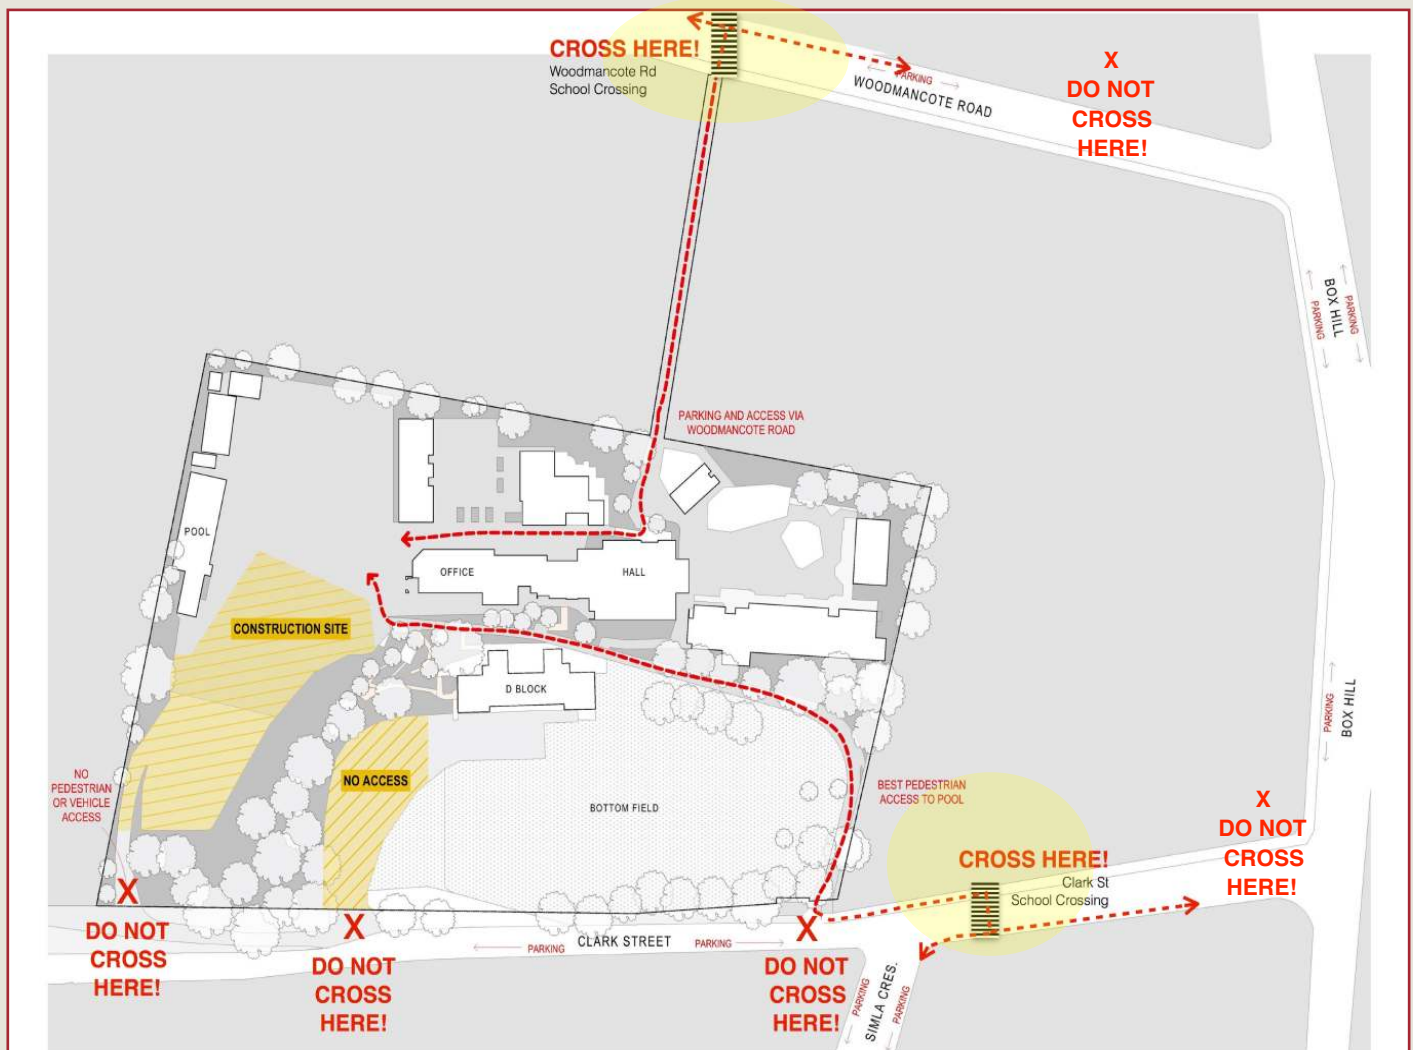 CROSS HERE!
Woodmancote Rd
School Crossing
PARKING
WOODMANCOTE ROAD
X
DO NOT
CROSS
HERE!
PARKING
BOX HILL
PARKING
PARKING AND ACCESS VIA
WOODMANCOTE ROAD
POOL
OFFICE
HALL
CONSTRUCTION SITE
D BLOCK
PARKING
BOX HILL
NO
PEDESTRIAN
OR VEHICLE
ACCESS
NO ACCESS
BOTTOM FIELD
BEST PEDESTRIAN
ACCESS TO POOL
X
DO NOT
CROSS
HERE!
CROSS HERE!
Clark St
School Crossing
X
DO NOT
CROSS
HERE!
X
DO NOT
CROSS
HERE!
PARKING
CLARK STREET
PARKING
X
DO NOT
CROSS
HERE!
PARKING
SIMLA CRES.
PARKING